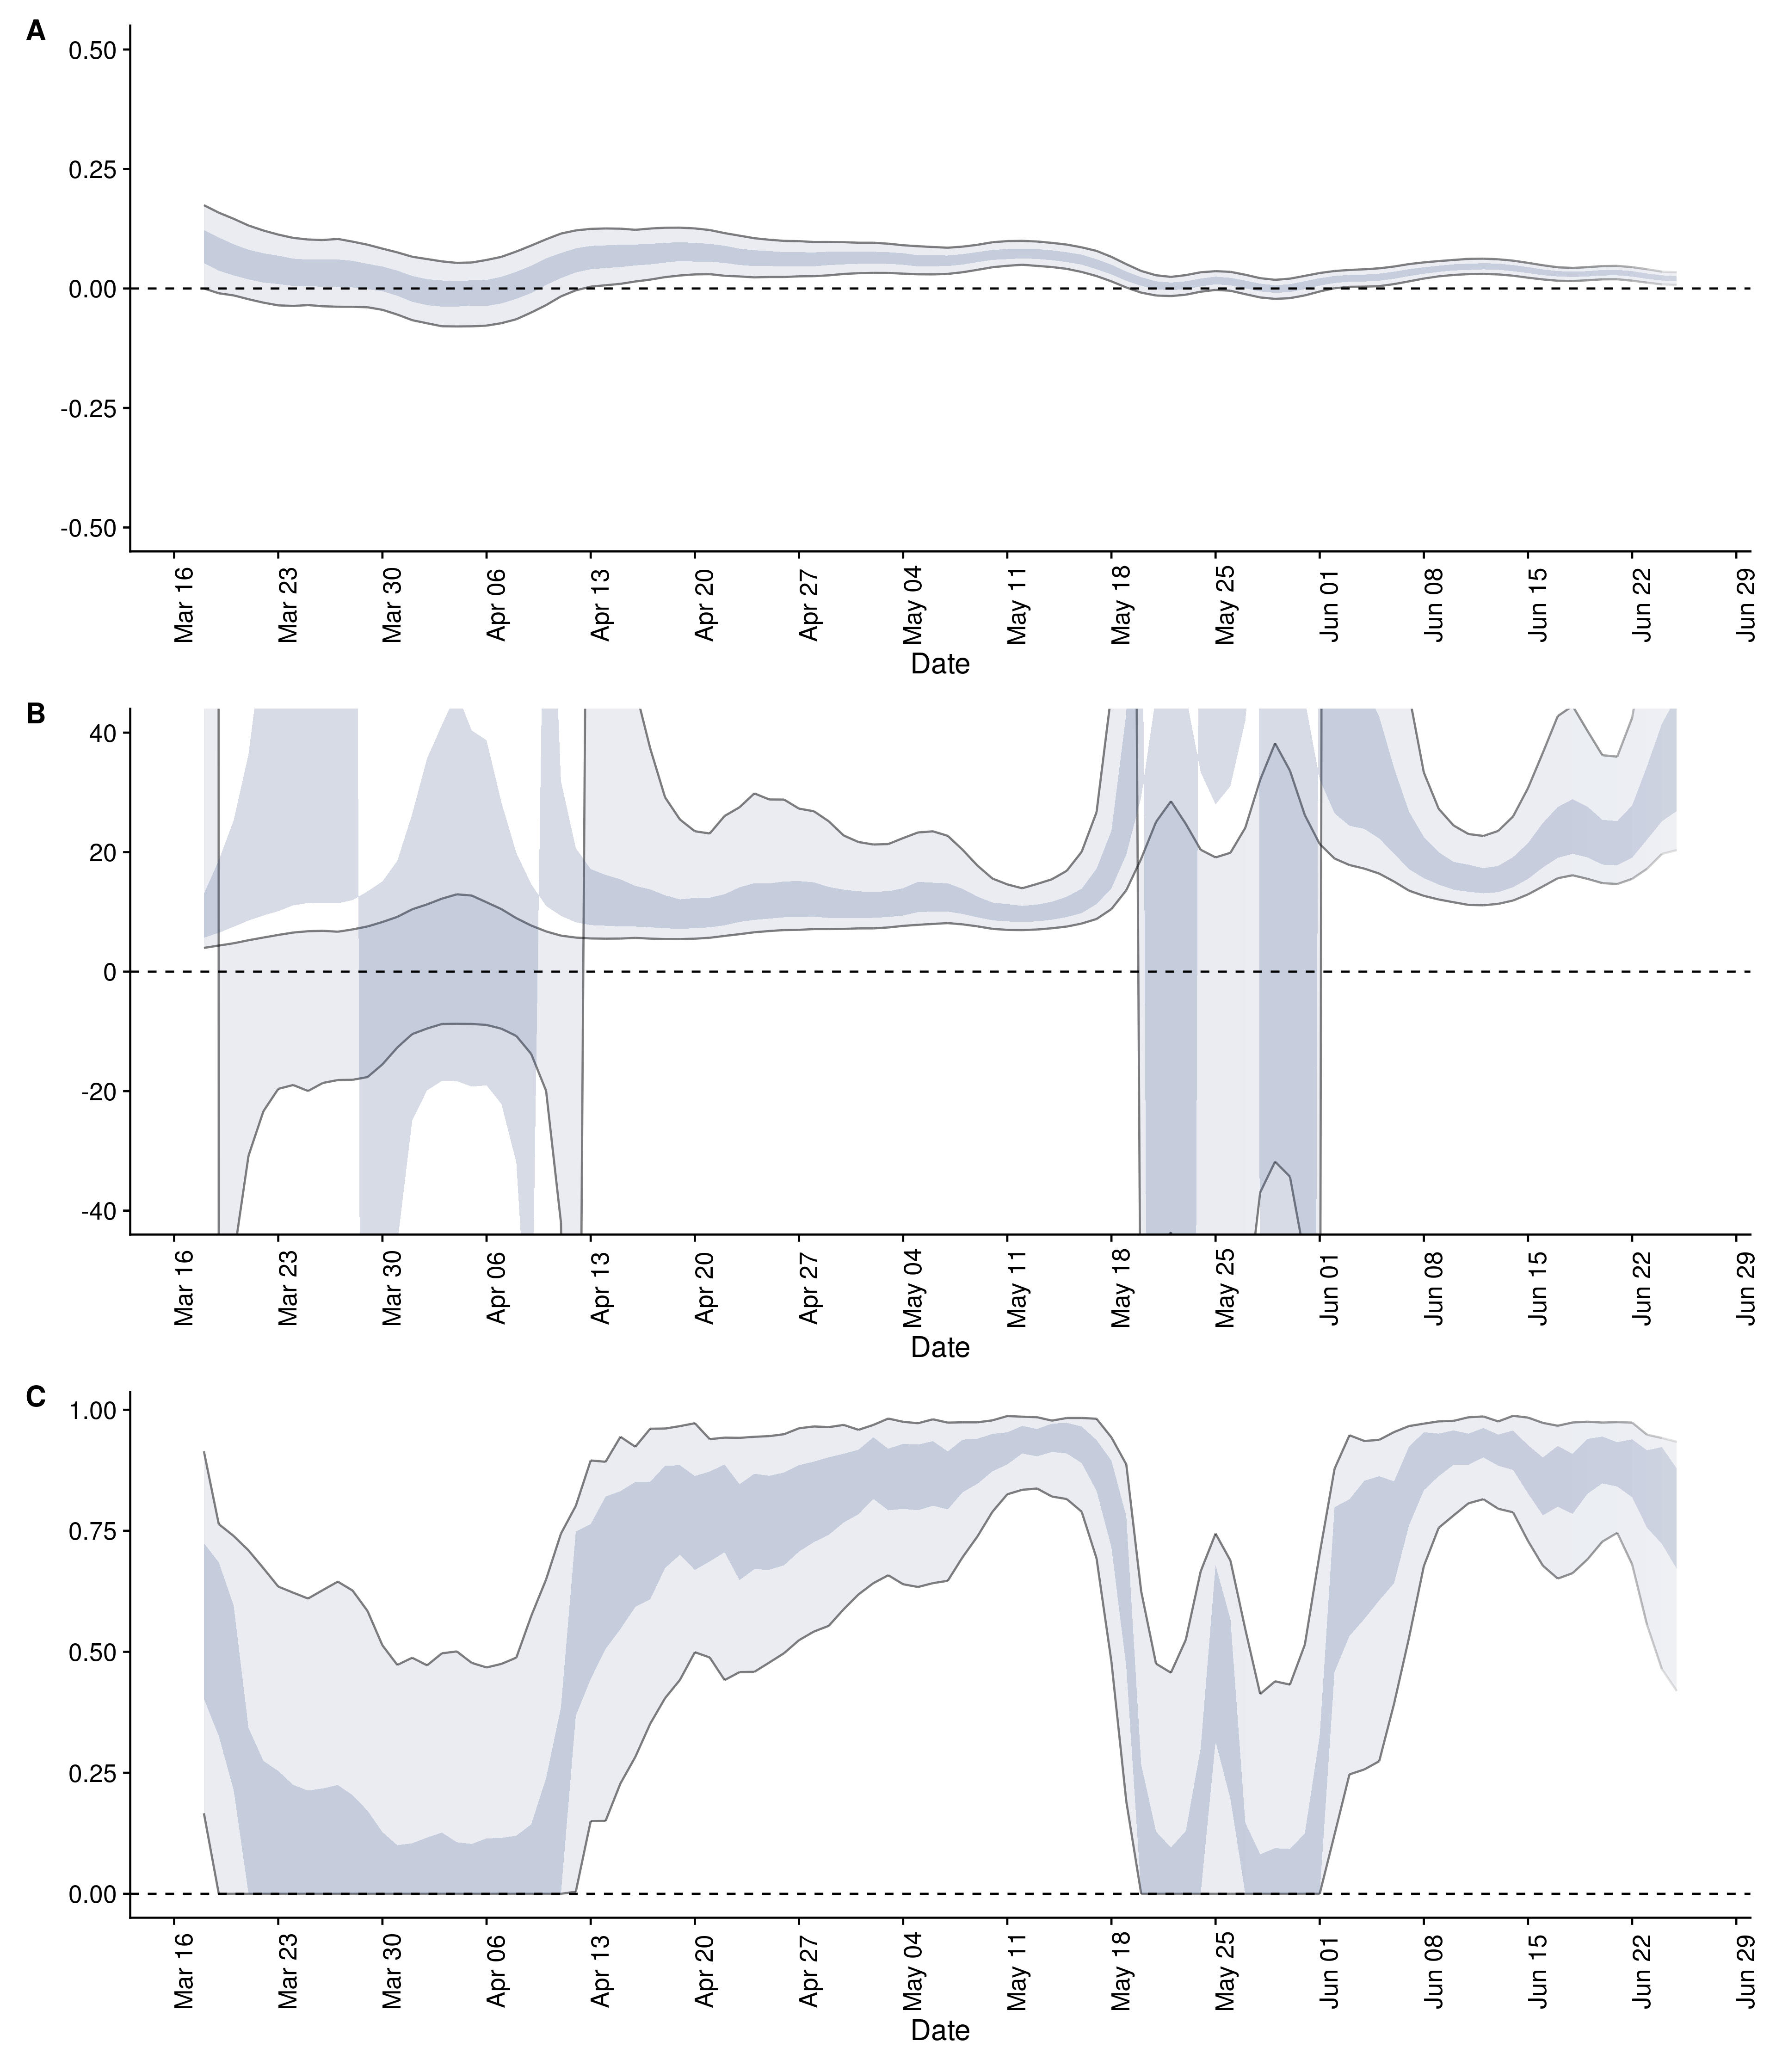 A
0.50
0.25
0.00
-0.25
-0.50
Mar 16
Mar 23
Mar 30
Apr 06
Apr 13
Apr 20
Apr 27
May 04
May 11
May 18
May 25
Jun 01
Jun 08
Jun 15
Jun 22
Jun 29
Date
B
40
20
0
-20
-40
Mar 16
Mar 23
Mar 30
Apr 06
Apr 13
Apr 20
Apr 27
May 04
May 11
May 18
May 25
Jun 01
Jun 08
Jun 15
Jun 22
Jun 29
Date
C
1.00
0.75
0.50
0.25
0.00
Mar 16
Mar 23
Mar 30
Apr 06
Apr 13
Apr 20
Apr 27
May 04
May 11
May 18
May 25
Jun 01
Jun 08
Jun 15
Jun 22
Jun 29
Date